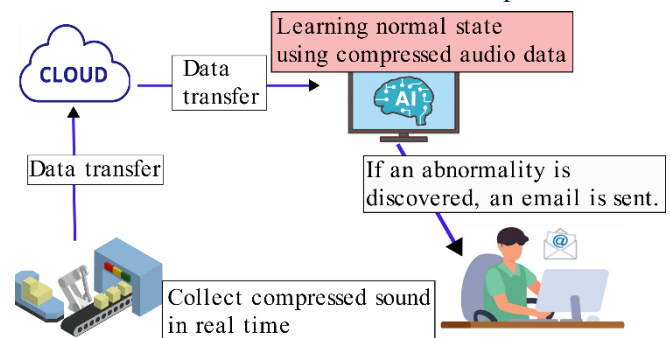 Learning normal state
using compressed audio data
CLOUD
Data
transfer
AI
Data transfer
If an abnormality is
discovered, an email is sent.
@
Collect compressed sound
in real time